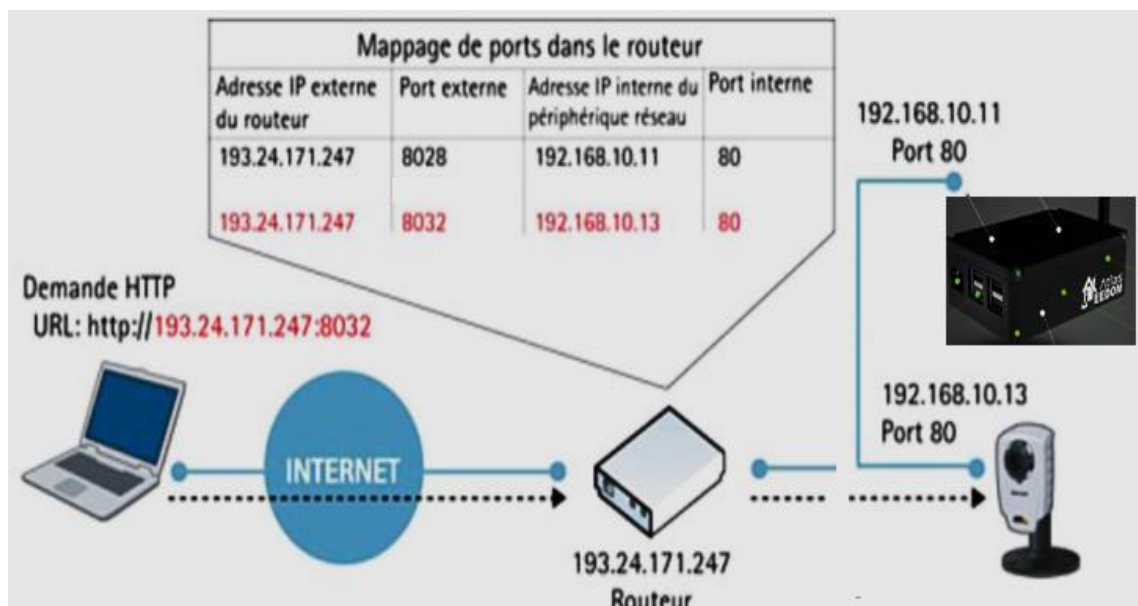 Mappage de ports dans le routeur
Adresse IP externe du routeur Port externe Adresse IP interne du périphérique réseau Port interne
193.24.171.247 8028 192.168.10.11 80
193.24.171.247 8032 192.168.10.13 80
192.168.10.11
Port 80
Demande HTTP
URL: http://193.24.171.247:8032
INTERNET
192.168.10.13
Port 80
193.24.171.247
Routeur